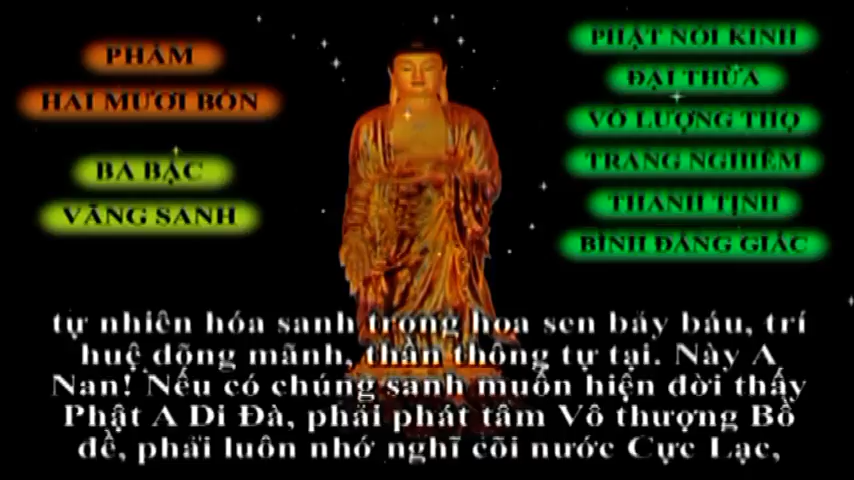 PHẨM
HAI MƯƠI BỐN
BA BẬC
VÃNG SANH
PHẬT NÓI KINH
ĐẠI THỪA
VÔ LƯỢNG THỌ
TRANG NGHIÊM
THANH TỊNH
BÌNH ĐẲNG GIÁC
tự nhiên hóa sanh trong hoa sen bảy báu, trí
huệ dõng mãnh, thần thông tự tại. Này A
Nan! Nếu có chúng sanh muốn hiện đời thấy
Phật A Di Đà, phải phát tâm Vô thượng Bồ
đề, phải luôn nhớ nghĩ cõi nước Cực Lạc,